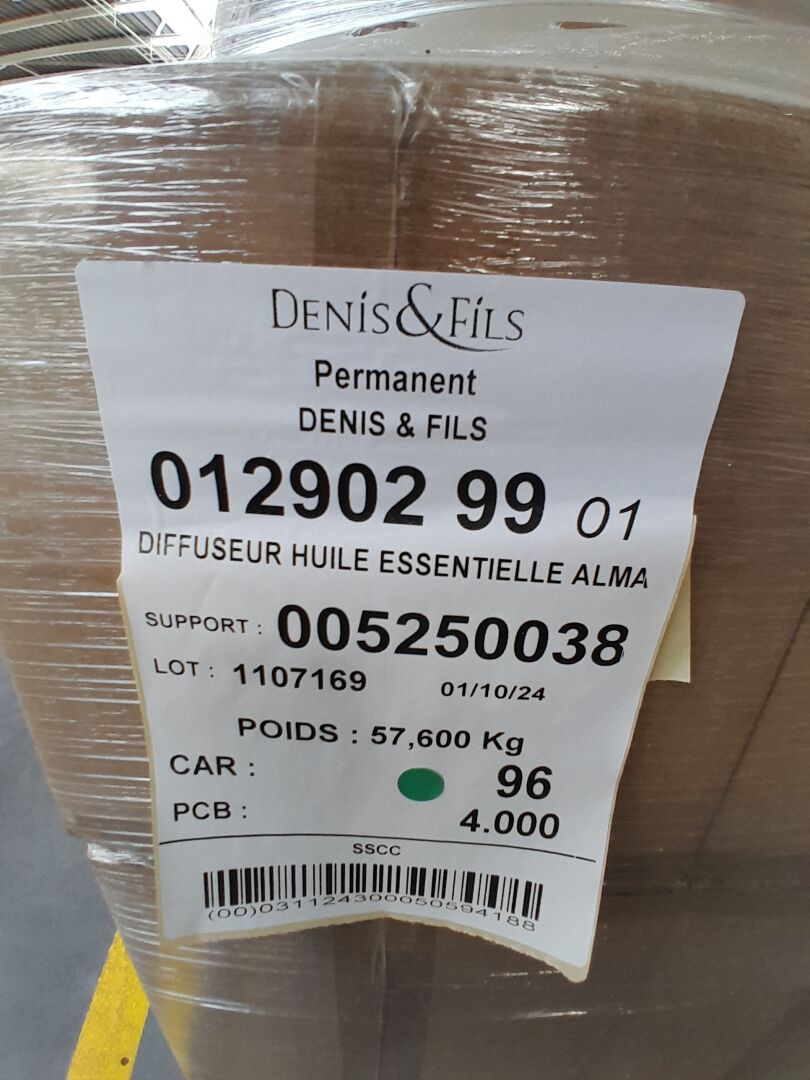 DENIS&FILS
Permanent
DENIS & FILS
012902 99 01
DIFFUSEUR HUILE ESSENTIELLE ALMA
SUPPORT : 005250038
LOT : 1107169 01/10/24
POIDS : 57,600 Kg
CAR : 96
PCB : 4.000
SSCC
(00)031124300050594188